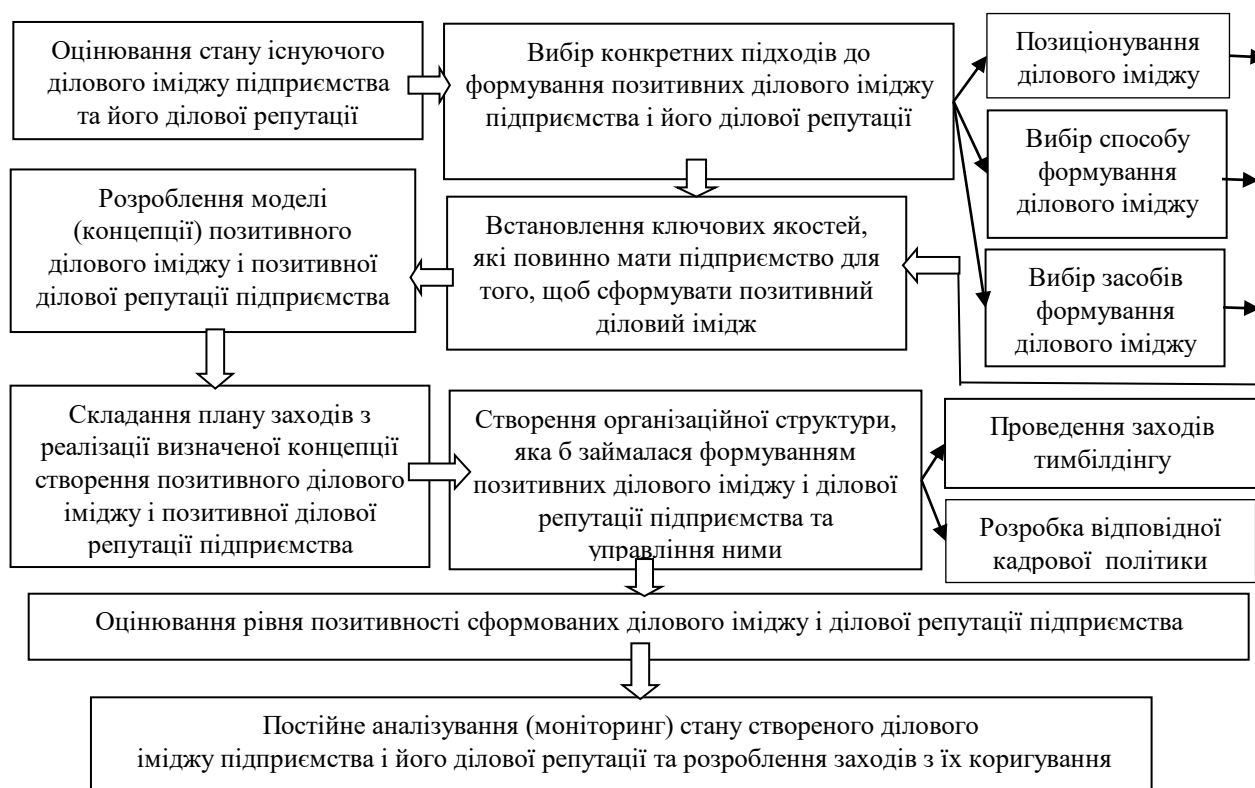 Оцінювання стану існуючого
ділового іміджу підприємства
та його ділової репутації
Вибір конкретних підходів до
формування позитивних ділового іміджу
підприємства і його ділової репутації
Позиціонування
ділового іміджу
Вибір способу
формування
ділового іміджу
Вибір засобів
формування
ділового іміджу
Встановлення ключових якостей,
які повинно мати підприємство для
того, щоб сформувати позитивний
діловий імідж
Розроблення моделі
(концепції) позитивного
ділового іміджу і позитивної
ділової репутації підприємства
Складання плану заходів з
реалізації визначеної концепції
створення позитивного ділового
іміджу і позитивної ділової
репутації підприємства
Створення організаційної структури,
яка б займалася формуванням
позитивних ділового іміджу і ділової
репутації підприємства та
управління ними
Проведення заходів
тимбілдінгу
Розробка відповідної
кадрової політики
Оцінювання рівня позитивності сформованих ділового іміджу і ділової репутації підприємства
Постійне аналізування (моніторинг) стану створеного ділового
іміджу підприємства і його ділової репутації та розроблення заходів з їх коригування